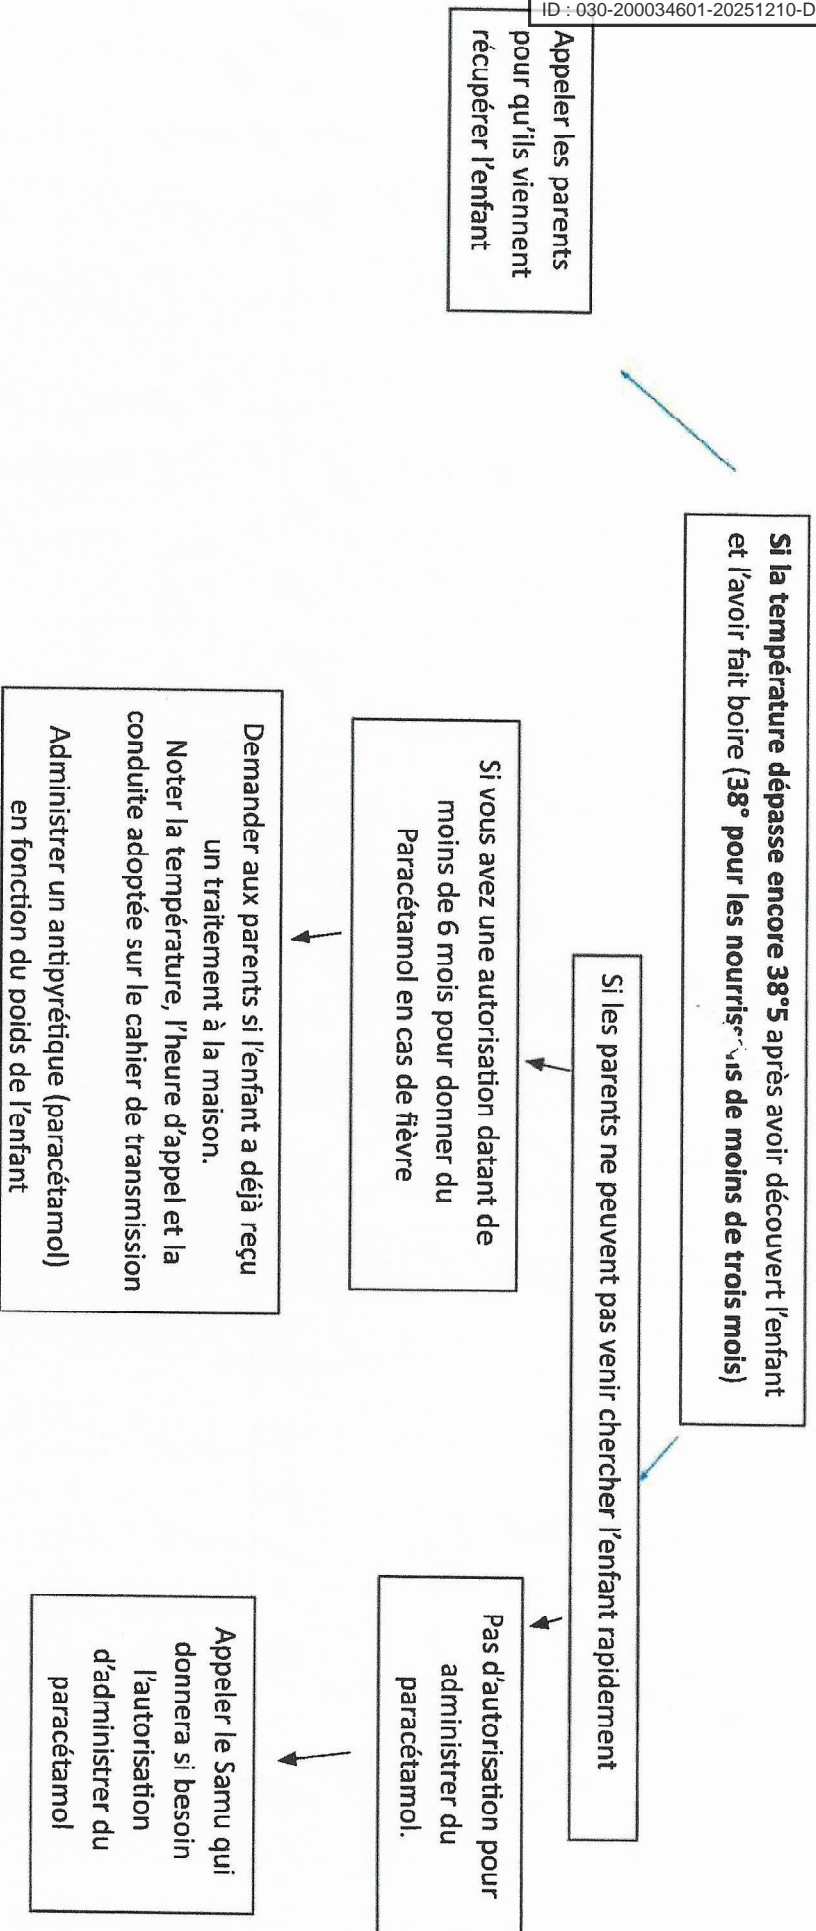 ID : 030-200034601-20251210-D
Si la température dépasse encore 38°5 après avoir découvert l'enfant
et l'avoir fait boire (38° pour les de moins de trois mois)
Appeler les parents
pour qu'ils viennent
récupérer l'enfant
Si les parents ne peuvent pas venir chercher l'enfant rapidement
Si vous avez une autorisation datant de
moins de 6 mois pour donner du
Paracétamol en cas de fièvre
Pas d'autorisation pour
administrer du
paracétamol.
Demander aux parents si l'enfant a déjà reçu
un traitement à la maison.
Noter la température, l'heure d'appel et la
conduite adoptée sur le cahier de transmission
Administrer un antipyrétique (paracétamol)
en fonction du poids de l'enfant
Appeler le Samu qui
donnera si besoin
l'autorisation
d'administrer du
paracétamol